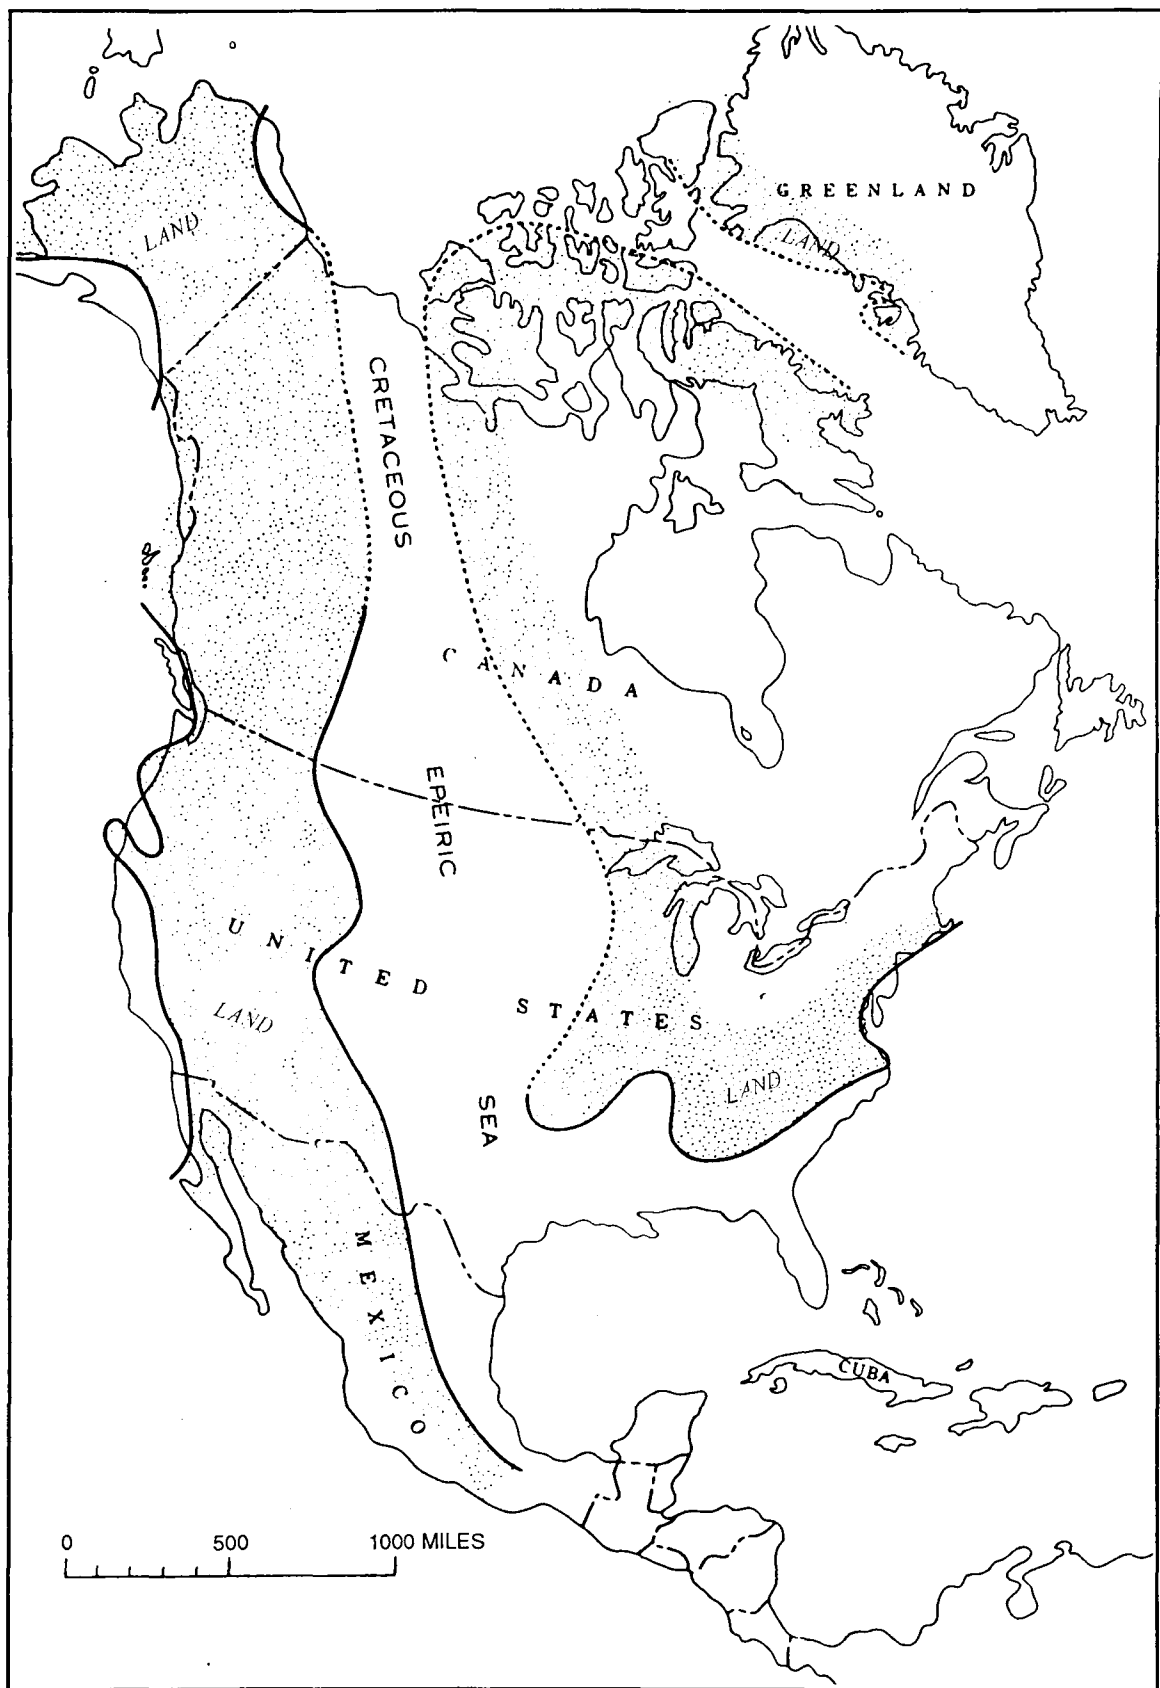 GREENLAND
LAND
LAND
CRETACEOUS
CANADA
EPEIRIC
UNITED STATES
LAND
LAND
SEA
MEXICO
CUBA
0 500 1000 MILES